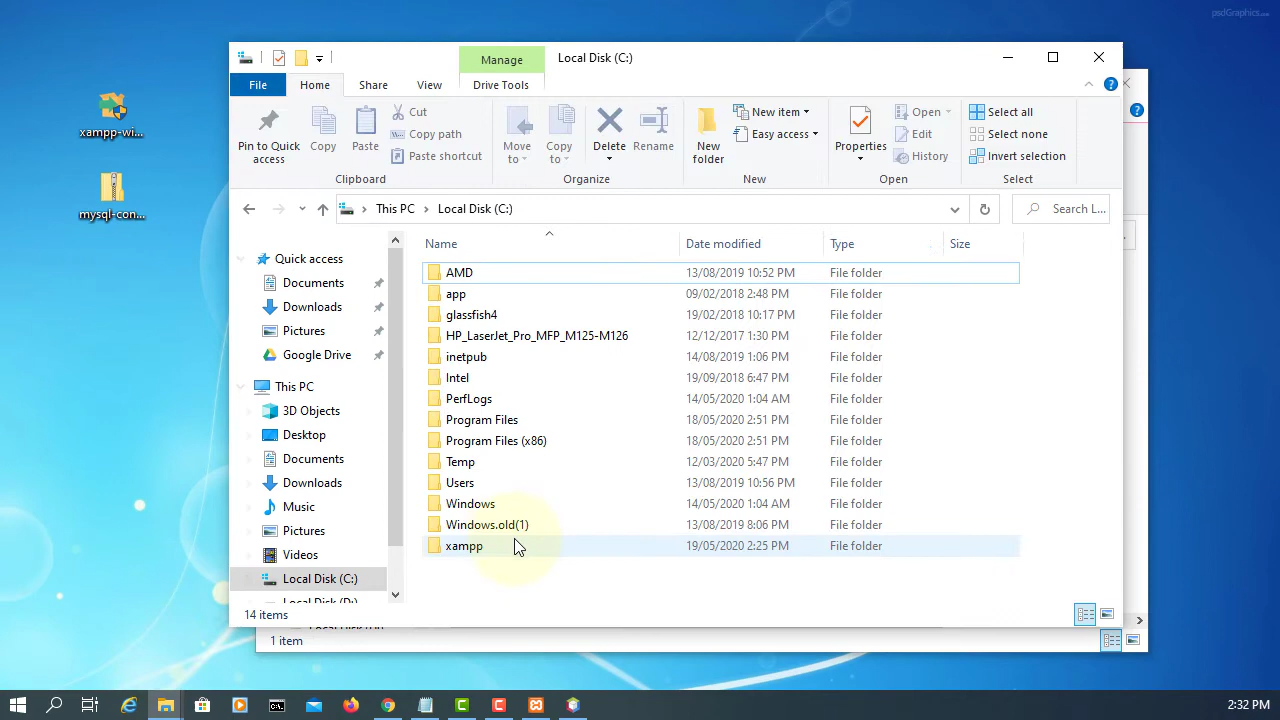 psdGraphics.com
xampp-wi...
mysql-con...
Manage
Local Disk (C:)
File
Home
Share
View
Drive Tools
Pin to Quick access
Copy
Paste
Cut
Copy path
Paste shortcut
Clipboard
Move to
Copy to
Delete
Rename
Organize
New folder
New item
Easy access
New
Properties
Open
Edit
History
Open
Select all
Select none
Invert selection
Select
This PC
Local Disk (C:)
Search L...
Name
Date modified
Type
Size
Quick access
Documents
Downloads
Pictures
Google Drive
This PC
3D Objects
Desktop
Documents
Downloads
Music
Pictures
Videos
Local Disk (C:)
Local Disk (D:)
AMD 13/08/2019 10:52 PM File folder
app 09/02/2018 2:48 PM File folder
glassfish4 19/02/2018 10:17 PM File folder
HP_LaserJet_Pro_MFP_M125-M126 12/12/2017 1:30 PM File folder
inetpub 14/08/2019 1:06 PM File folder
Intel 19/09/2018 6:47 PM File folder
PerfLogs 14/05/2020 1:04 AM File folder
Program Files 18/05/2020 2:51 PM File folder
Program Files (x86) 18/05/2020 2:51 PM File folder
Temp 12/03/2020 5:47 PM File folder
Users 13/08/2019 10:56 PM File folder
Windows 14/05/2020 1:04 AM File folder
Windows.old(1) 13/08/2019 8:06 PM File folder
xampp 19/05/2020 2:25 PM File folder
14 items
1 item
2:32 PM